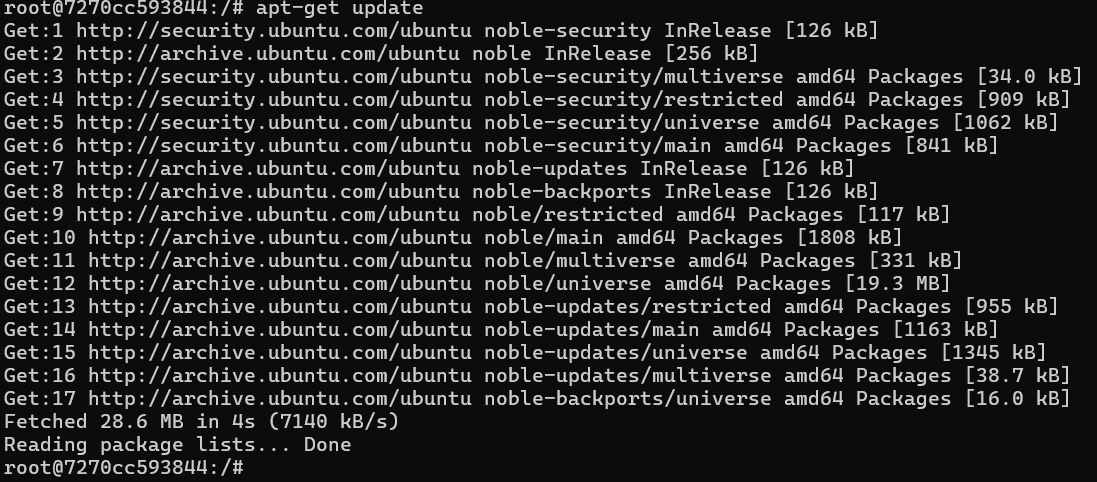 root@7270cc593844:/# apt-get update
Get:1 http://security.ubuntu.com/ubuntu noble-security InRelease [126 kB]
Get:2 http://archive.ubuntu.com/ubuntu noble InRelease [256 kB]
Get:3 http://security.ubuntu.com/ubuntu noble-security/multiverse amd64 Packages [34.0 kB]
Get:4 http://security.ubuntu.com/ubuntu noble-security/restricted amd64 Packages [909 kB]
Get:5 http://security.ubuntu.com/ubuntu noble-security/universe amd64 Packages [1062 kB]
Get:6 http://security.ubuntu.com/ubuntu noble-security/main amd64 Packages [841 kB]
Get:7 http://archive.ubuntu.com/ubuntu noble-updates InRelease [126 kB]
Get:8 http://archive.ubuntu.com/ubuntu noble-backports InRelease [126 kB]
Get:9 http://archive.ubuntu.com/ubuntu noble/restricted amd64 Packages [117 kB]
Get:10 http://archive.ubuntu.com/ubuntu noble/main amd64 Packages [1808 kB]
Get:11 http://archive.ubuntu.com/ubuntu noble/multiverse amd64 Packages [331 kB]
Get:12 http://archive.ubuntu.com/ubuntu noble/universe amd64 Packages [19.3 MB]
Get:13 http://archive.ubuntu.com/ubuntu noble-updates/restricted amd64 Packages [955 kB]
Get:14 http://archive.ubuntu.com/ubuntu noble-updates/main amd64 Packages [1163 kB]
Get:15 http://archive.ubuntu.com/ubuntu noble-updates/universe amd64 Packages [1345 kB]
Get:16 http://archive.ubuntu.com/ubuntu noble-updates/multiverse amd64 Packages [38.7 kB]
Get:17 http://archive.ubuntu.com/ubuntu noble-backports/universe amd64 Packages [16.0 kB]
Fetched 28.6 MB in 4s (7140 kB/s)
Reading package lists... Done
root@7270cc593844:/#